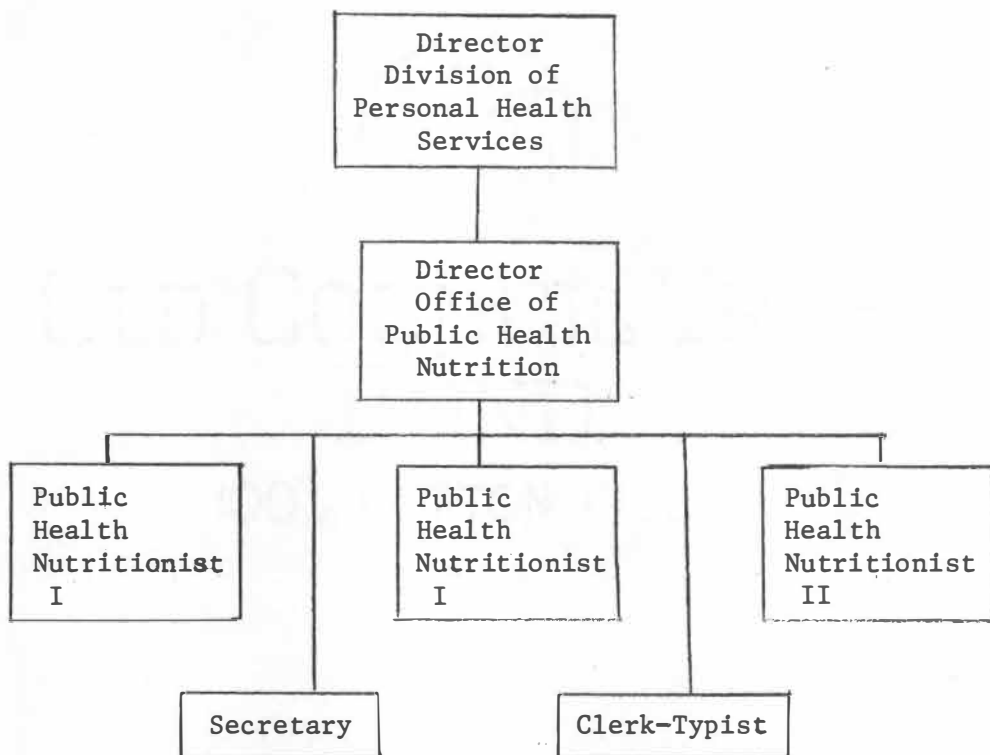 Director
Division of
Personal Health
Services
Director
Office of
Public Health
Nutrition
Public
Health
Nutritionist
I
Public
Health
Nutritionist
I
Public
Health
Nutritionist
II
Secretary
Clerk-Typist